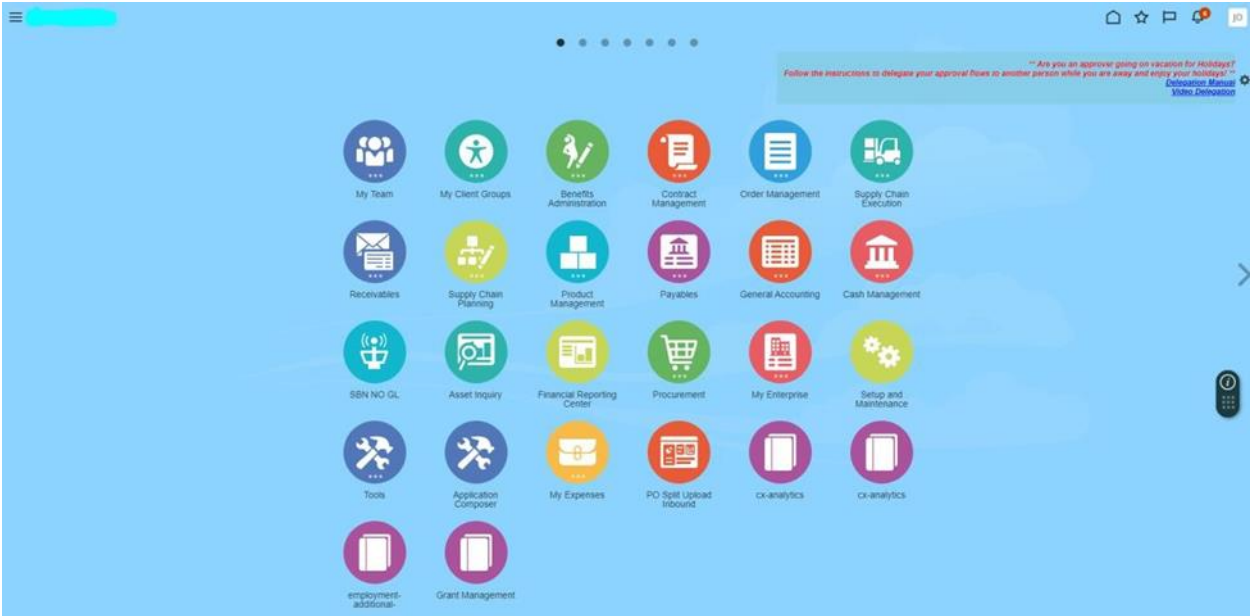 JO
6
** Are you an approver going on vacation for Holidays?
Follow the instructions to delegate your approval flows to another person while you are away and enjoy your holidays! **
Delegation Manual
Video Delegation
My Team
My Client Groups
Benefits
Administration
Contract
Management
Order Management
Supply Chain
Execution
Receivables
Supply Chain
Planning
Product
Management
Payables
General Accounting
Cash Management
SBN NO GL
Asset Inquiry
Financial Reporting
Center
Procurement
My Enterprise
Setup and
Maintenance
Tools
Application
Composer
My Expenses
PO Split Upload
Inbound
cx-analytics
cx-analytics
employment-
additional-
Grant Management